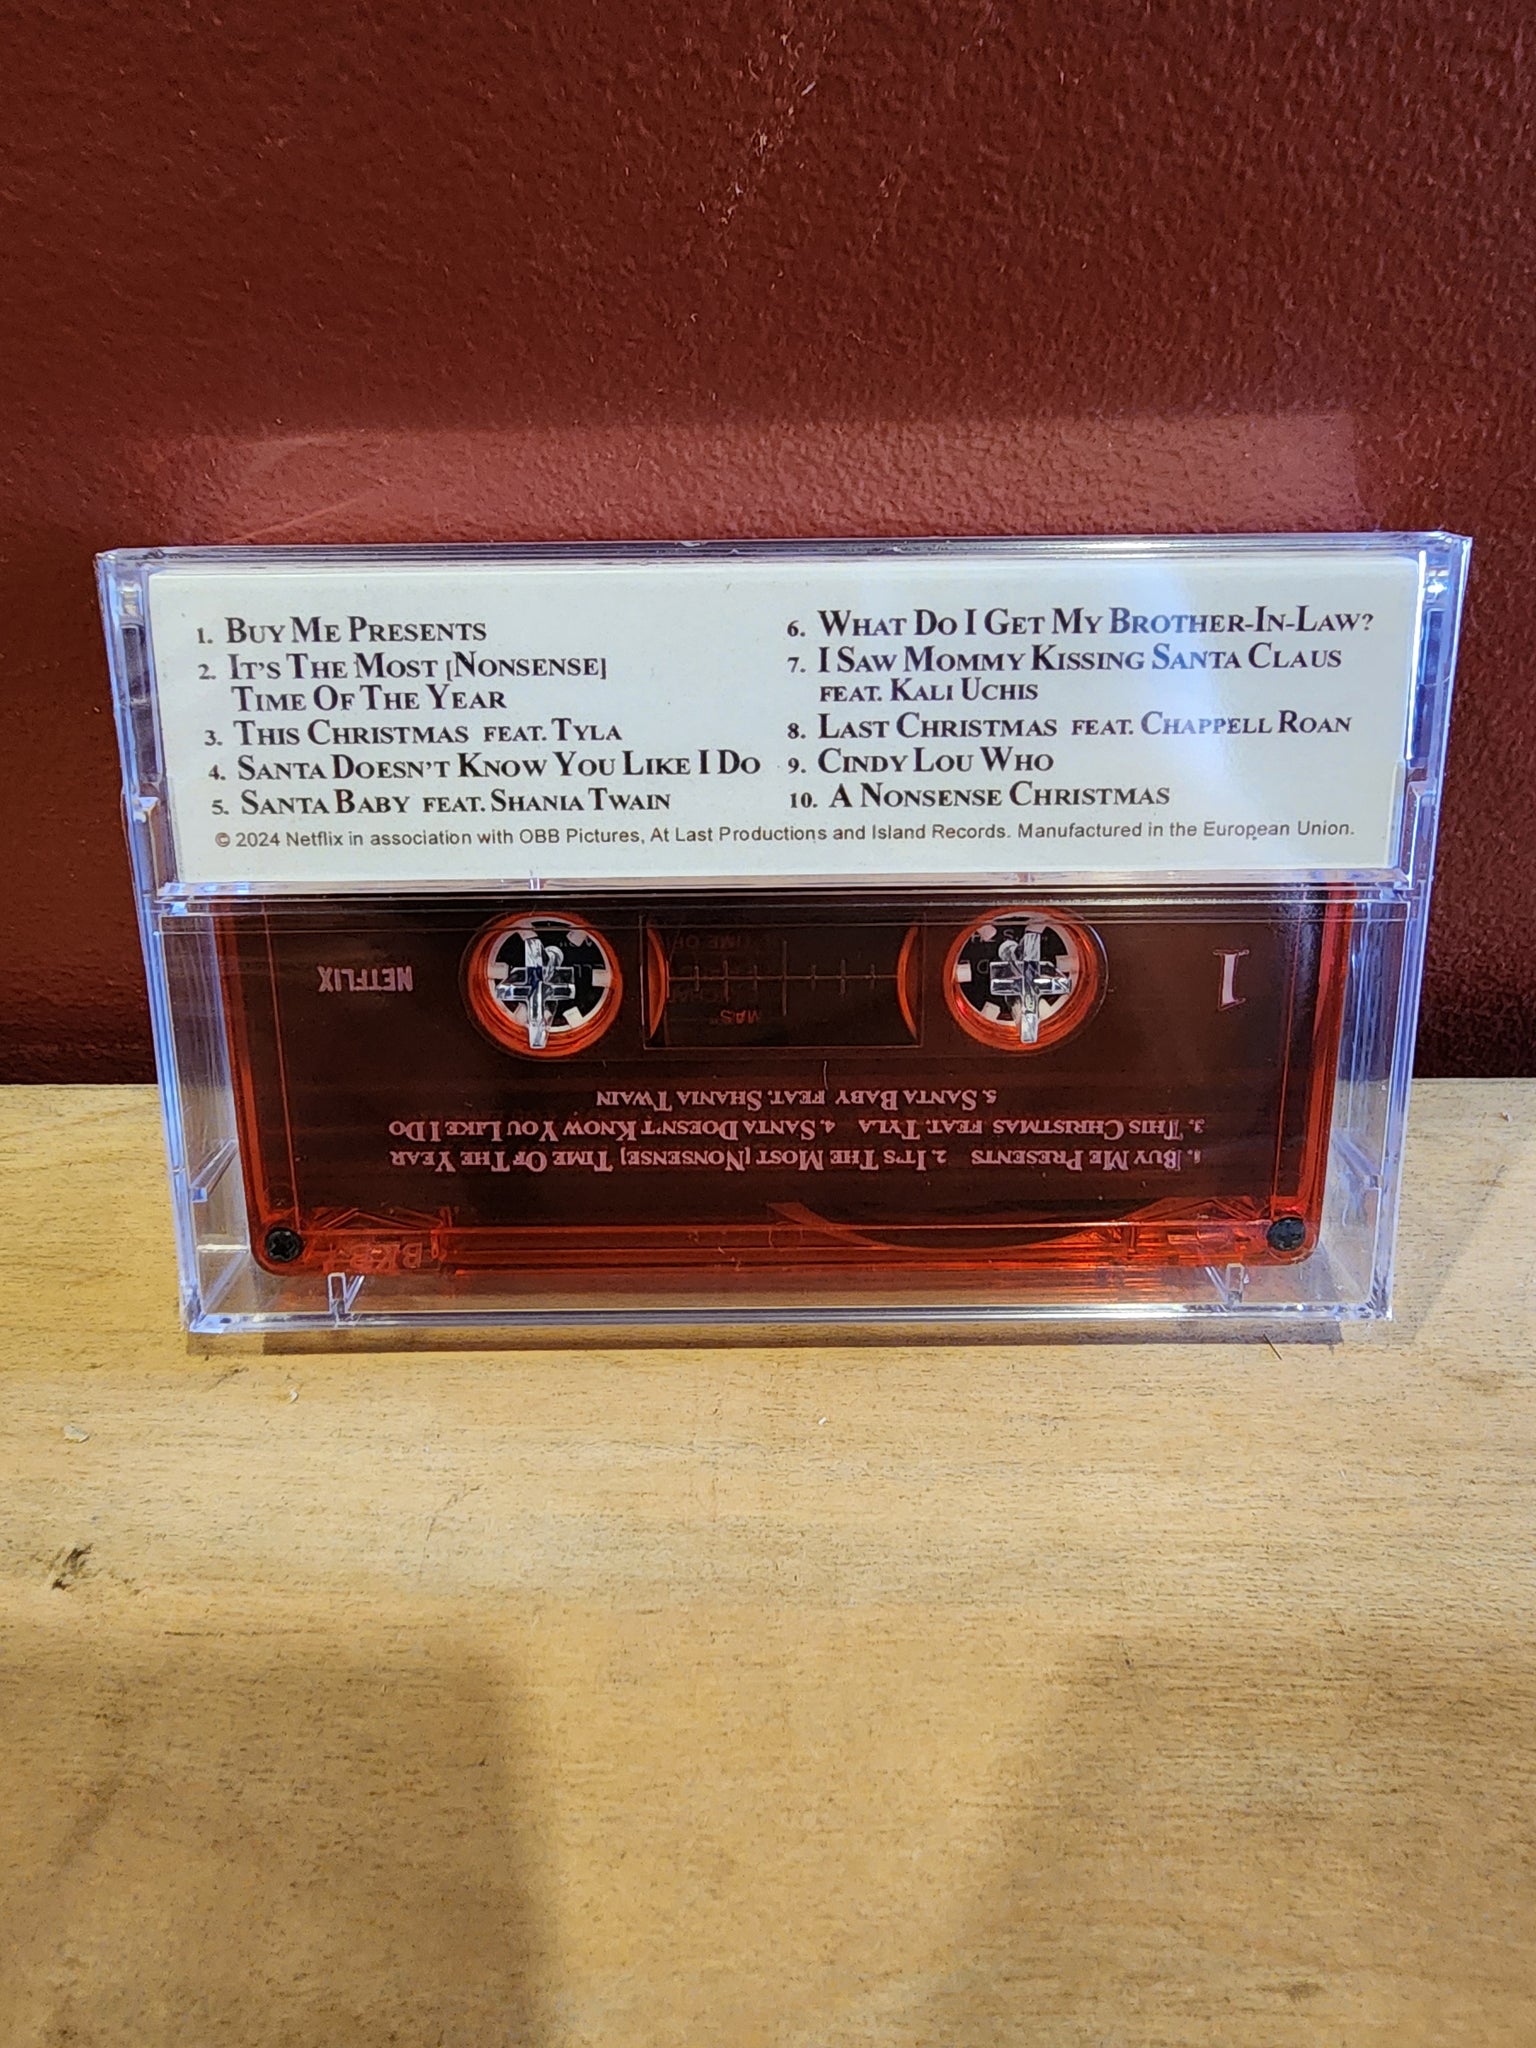 1. BUY ME PRESENTS
2. IT'S THE MOST [NONSENSE]
TIME OF THE YEAR
3. THIS CHRISTMAS FEAT. TYLA
4. SANTA DOESN'T KNOW YOU LIKE I DO
5. SANTA BABY FEAT. SHANIA TWAIN
6. WHAT DO I GET MY BROTHER-IN-LAW?
7. I SAW MOMMY KISSING SANTA CLAUS
FEAT. KALI UCHIS
8. LAST CHRISTMAS FEAT. CHAPPELL ROAN
9. CINDY LOU WHO
10. A NONSENSE CHRISTMAS
© 2024 Netflix in association with OBB Pictures, At Last Productions and Island Records. Manufactured in the European Union.
1. BUY ME PRESENTS 2. IT'S THE MOST [NONSENSE] TIME OF THE YEAR
3. THIS CHRISTMAS FEAT. TYLA 4. SANTA DOESN'T KNOW YOU LIKE I DO
5. SANTA BABY FEAT. SHANIA TWAIN
1
NETFLIX